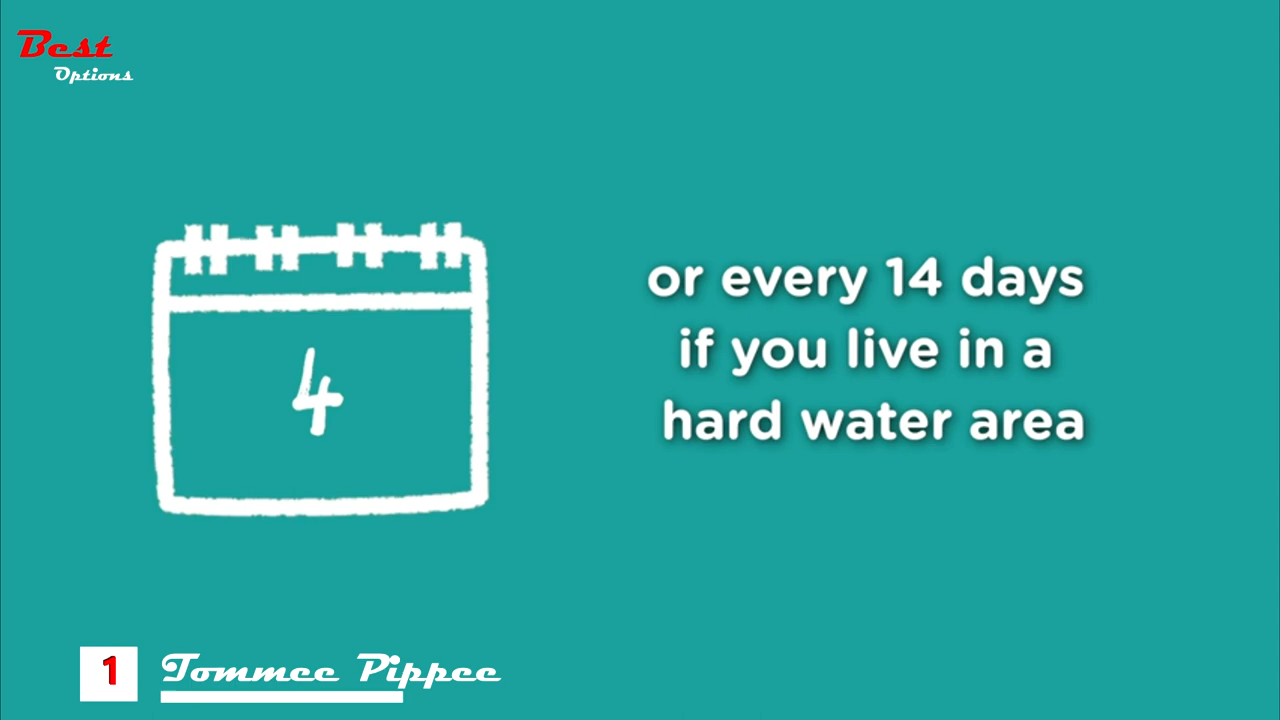 Best
Options
4
or every 14 days
if you live in a
hard water area
1
Tommee Pippee